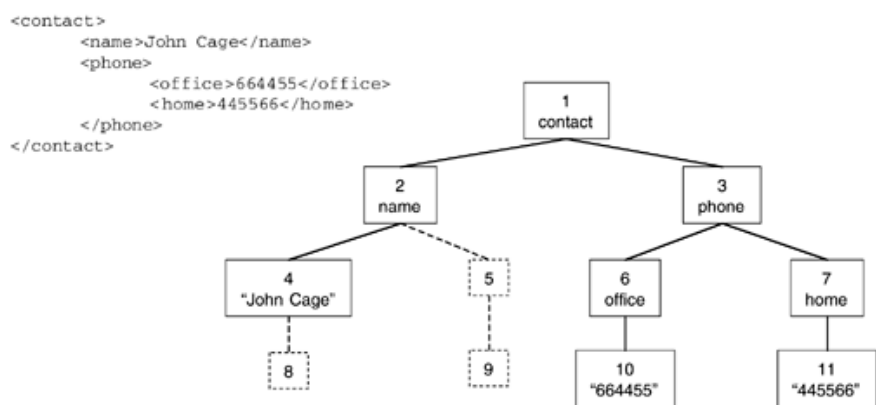 <contact>
<name>John Cage</name>
<phone>
<office>664455</office>
<home>445566</home>
</phone>
</contact>
1
contact
2
name
3
phone
4
“John Cage”
5
6
office
7
home
8
9
10
“664455”
11
“445566”